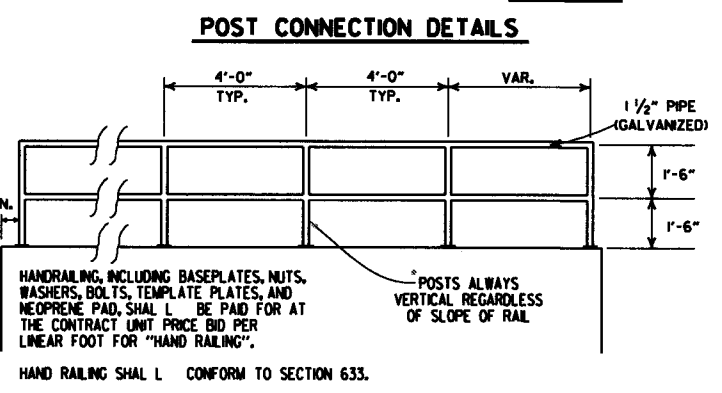 POST CONNECTION DETAILS
4'-0" 4'-0" VAR.
TYP. TYP.
1 1/2" PIPE
(GALVANIZED)
1'-6"
N.
1'-6"
HANDRAILING, INCLUDING BASEPLATES, NUTS,
WASHERS, BOLTS, TEMPLATE PLATES, AND
NEOPRENE PAD, SHAL L BE PAID FOR AT
THE CONTRACT UNIT PRICE BID PER
LINEAR FOOT FOR "HAND RAILING".
POSTS ALWAYS
VERTICAL REGARDLESS
OF SLOPE OF RAIL
HAND RAILING SHAL L CONFORM TO SECTION 633.